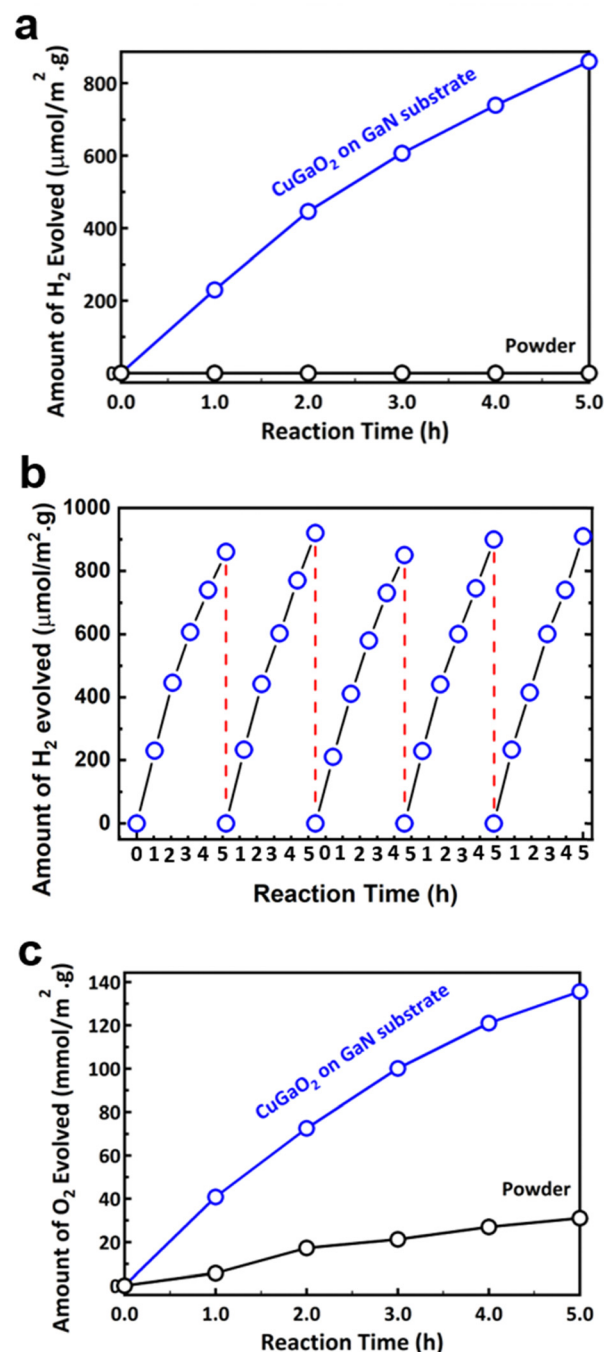 a
Amount of H2 Evolved (μmol/m2.g)
800
600
400
200
0
CuGaO2 on GaN substrate
Powder
0.0 1.0 2.0 3.0 4.0 5.0
Reaction Time (h)
b
Amount of H2 evolved (μmol/m2.g)
1000
800
600
400
200
0
0 1 2 3 4 5 1 2 3 4 5 0 1 2 3 4 5 1 2 3 4 5 1 2 3 4 5
Reaction Time (h)
c
Amount of O2 Evolved (mmol/m2.g)
140
120
100
80
60
40
20
0
CuGaO2 on GaN substrate
Powder
0.0 1.0 2.0 3.0 4.0 5.0
Reaction Time (h)